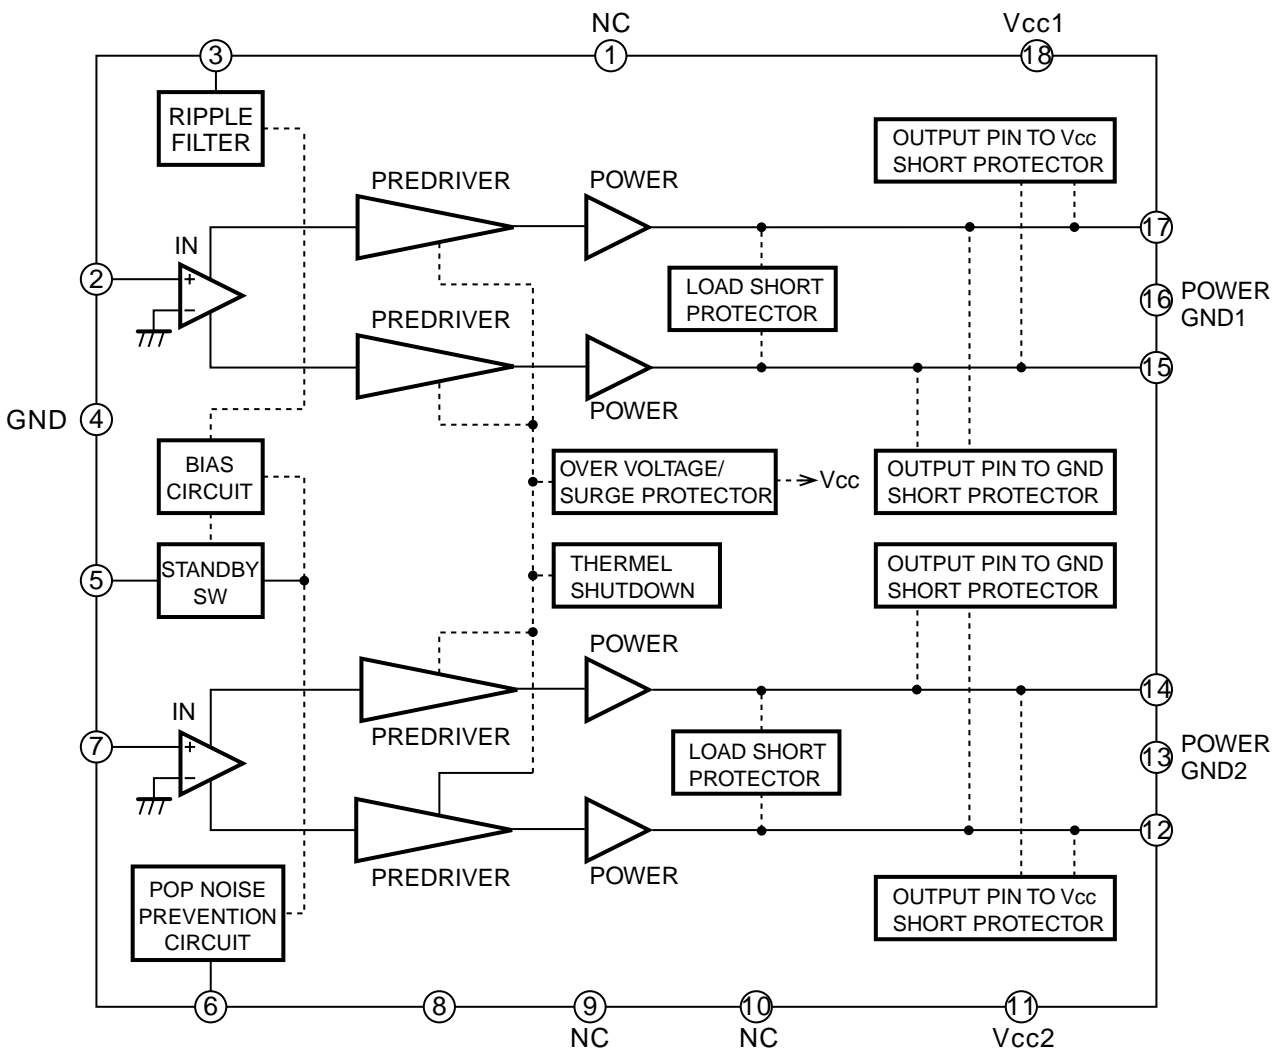 NC
Vcc1
3
1
18
RIPPLE
FILTER
OUTPUT PIN TO Vcc
SHORT PROTECTOR
PREDRIVER
POWER
17
IN
2
+
−
LOAD SHORT
PROTECTOR
16
POWER
GND1
PREDRIVER
15
POWER
GND
4
BIAS
CIRCUIT
OVER VOLTAGE/
SURGE PROTECTOR
Vcc
OUTPUT PIN TO GND
SHORT PROTECTOR
5
STANDBY
SW
THERMEL
SHUTDOWN
OUTPUT PIN TO GND
SHORT PROTECTOR
POWER
14
IN
7
+
−
PREDRIVER
LOAD SHORT
PROTECTOR
13
POWER
GND2
12
PREDRIVER
POWER
POP NOISE
PREVENTION
CIRCUIT
OUTPUT PIN TO Vcc
SHORT PROTECTOR
6
8
9
10
11
NC
NC
Vcc2